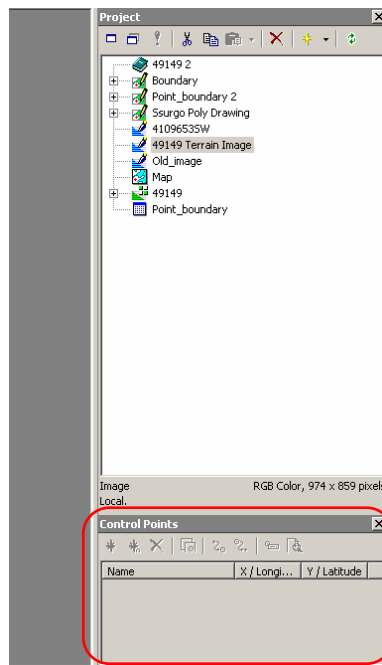 Project
49149 2
Boundary
Point_boundary 2
Ssurgo Poly Drawing
41096535W
49149 Terrain Image
Old_image
Map
49149
Point_boundary
Image RGB Color, 974 x 859 pixels
Local.
Control Points
Name X / Longi... Y / Latitude